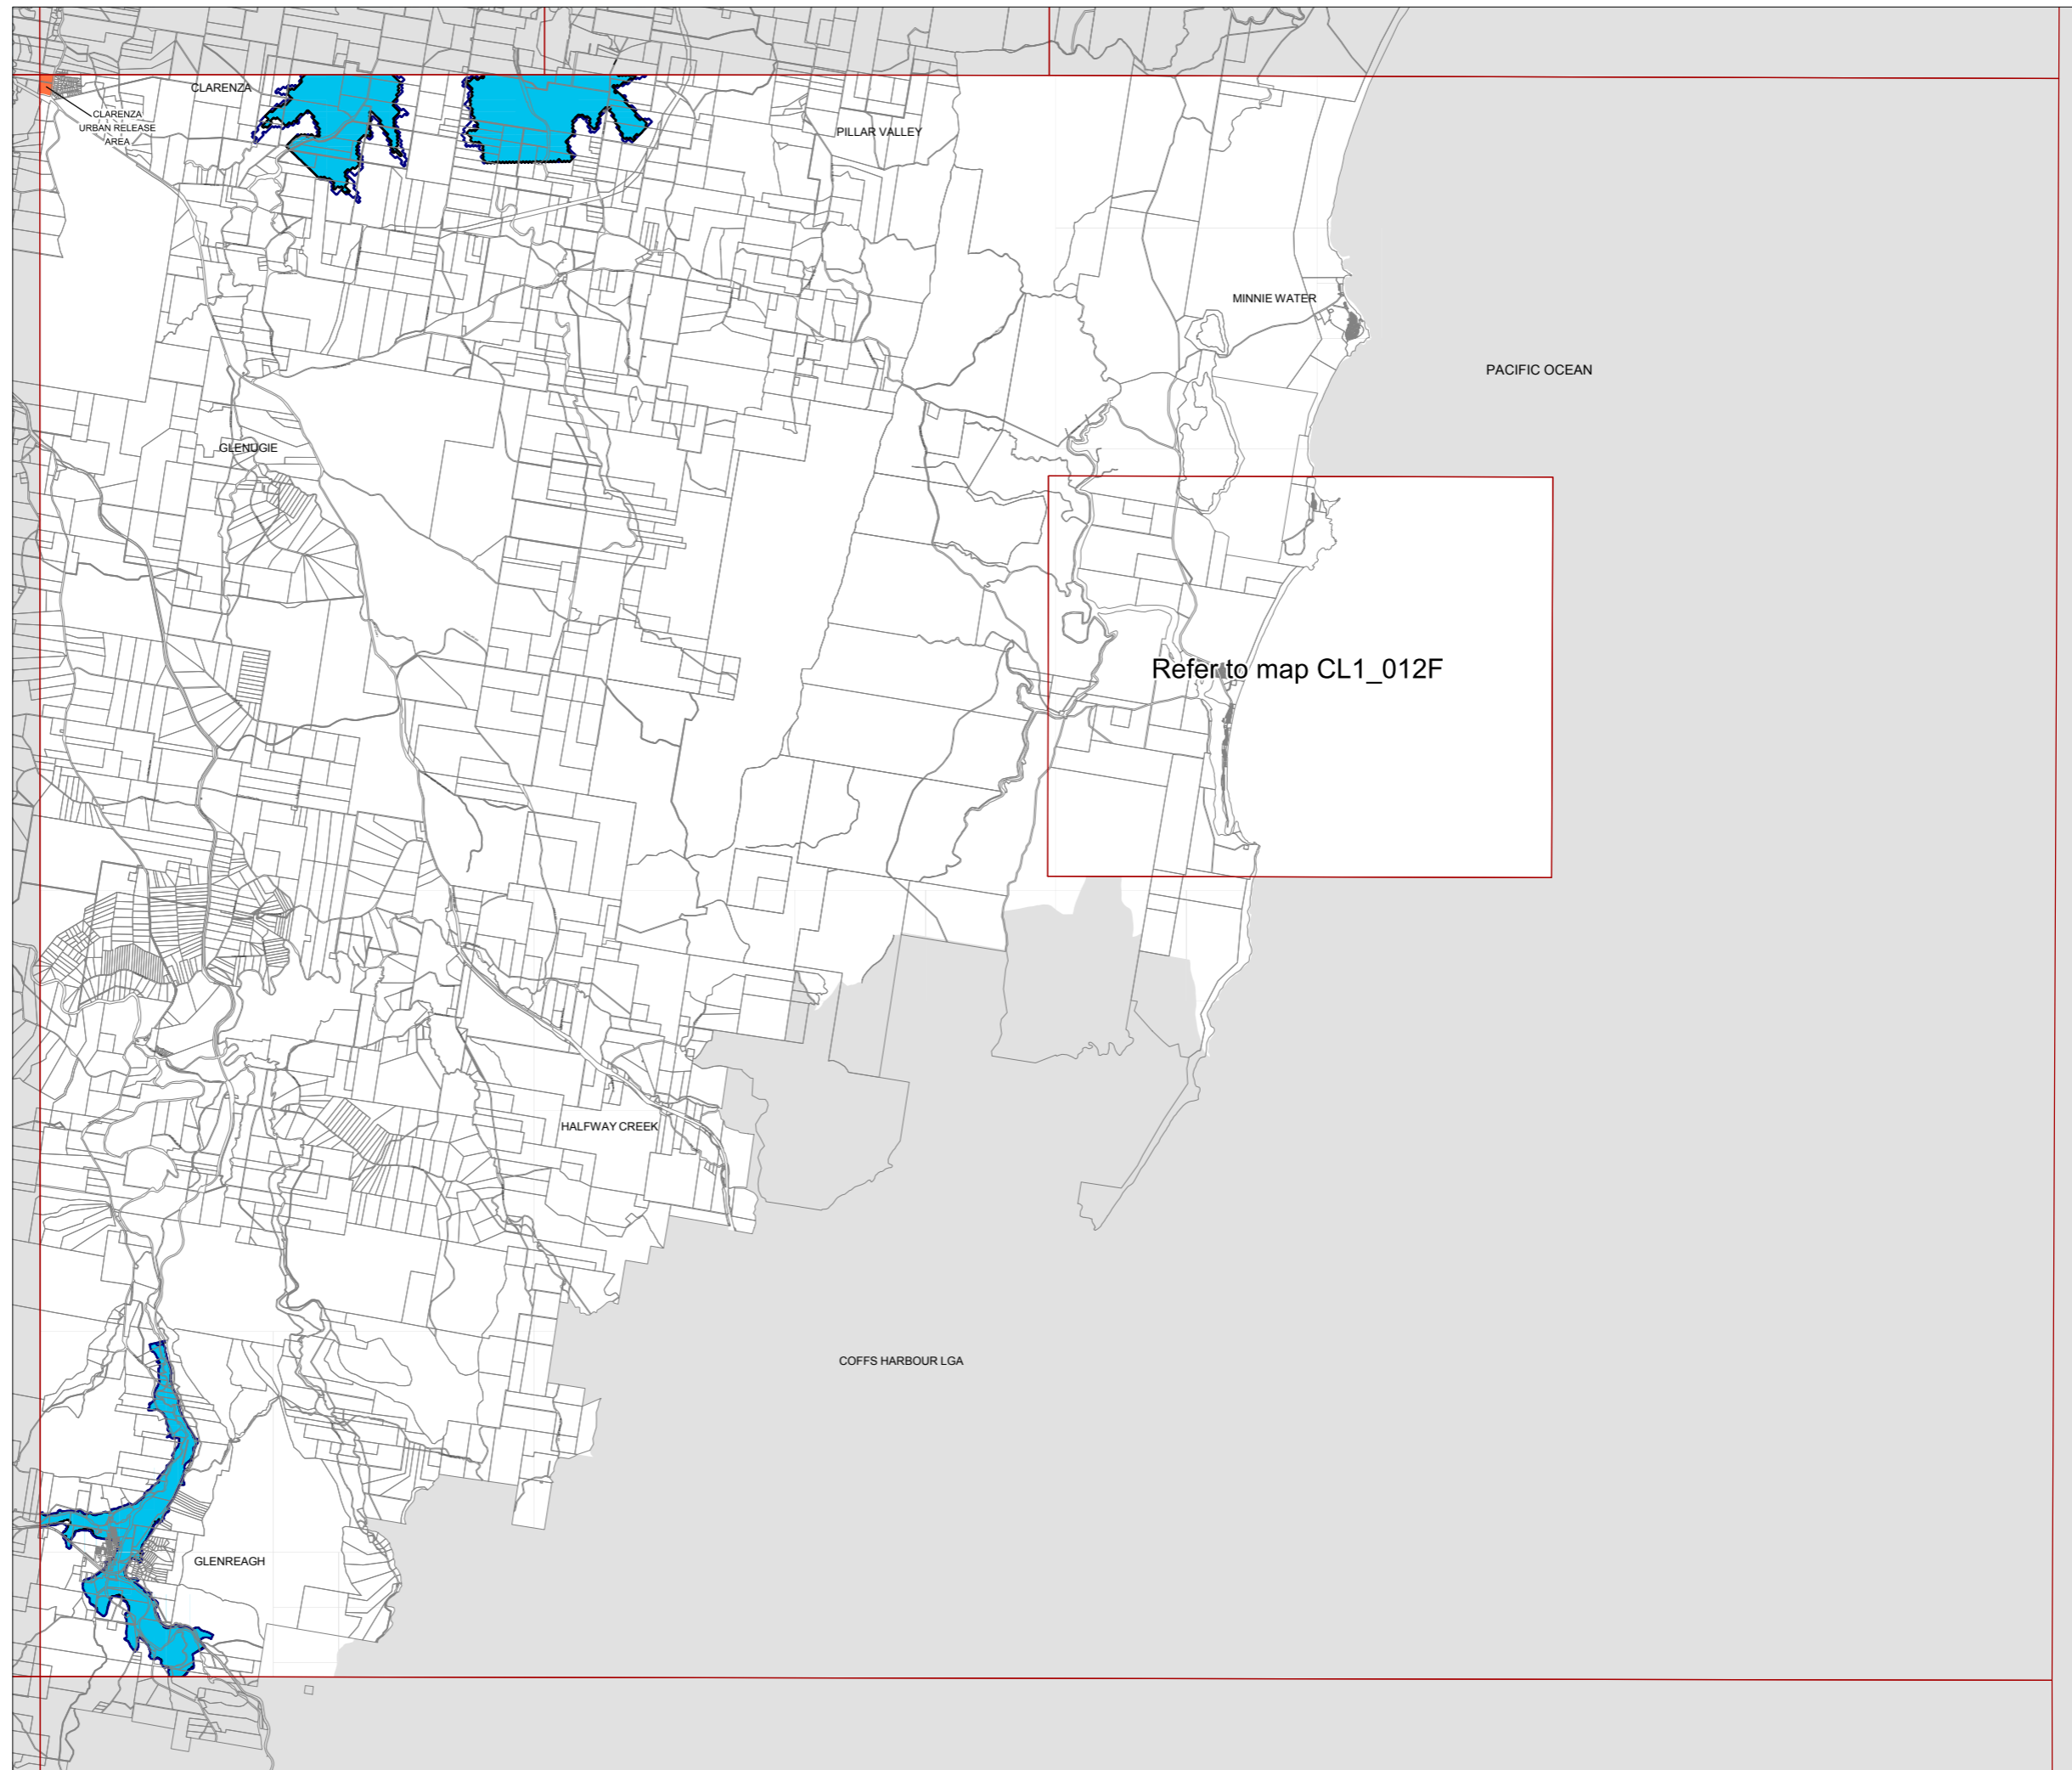 CLARENZA
CLARENZA
URBAN RELEASE
AREA
PILLAR VALLEY
MINNIE WATER
PACIFIC OCEAN
GLENUGIE
Refer to map CL1_012F
HALFWAY CREEK
COFFS HARBOUR LGA
GLENREAGH